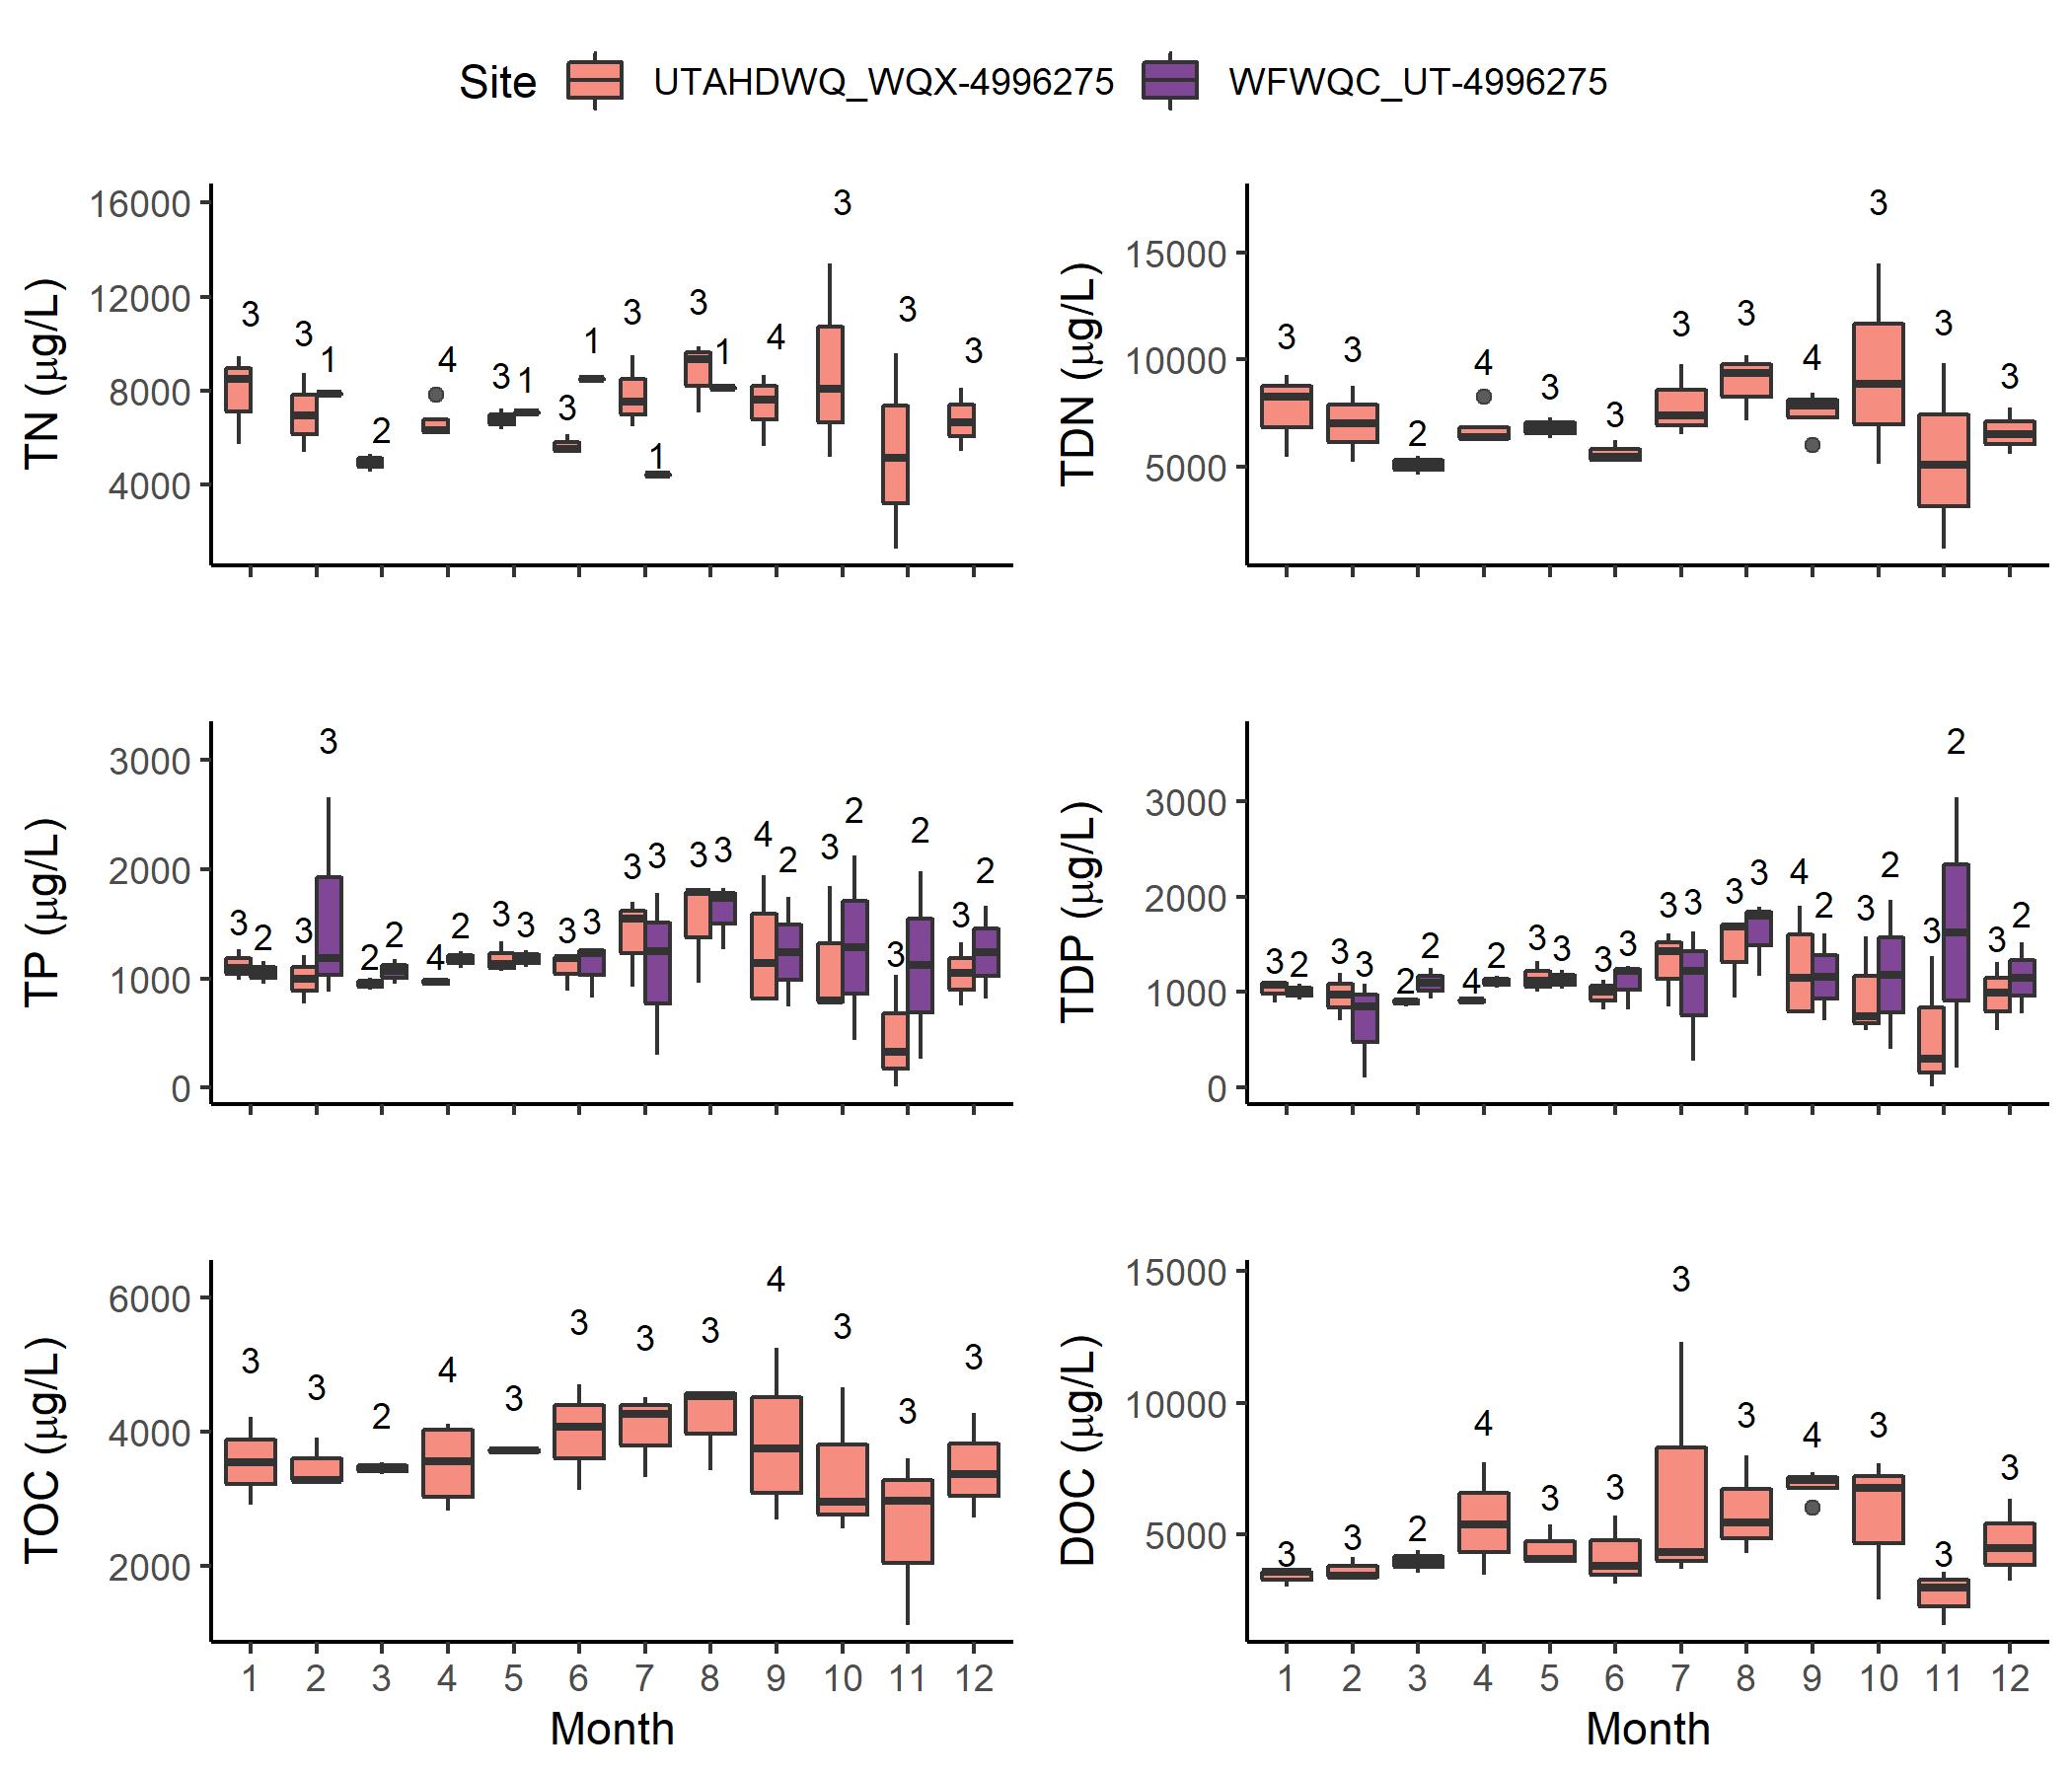 Site UTAHDWQ_WQX-4996275 WFWQC_UT-4996275
TN (µg/L)
16000
12000
8000
4000
3 3 1 2 4 3 1 3 1 3 1 3 1 4 3 3 3
TDN (µg/L)
15000
10000
5000
3 3 2 4 3 3 3 3 4 3 3 3
TP (µg/L)
3000
2000
1000
0
3 2 3 3 2 2 4 2 3 3 3 3 3 3 3 3 4 2 3 2 3 2 3 2
TDP (µg/L)
3000
2000
1000
0
3 2 3 3 2 2 4 2 3 3 3 3 3 3 3 3 4 2 3 2 3 2 3 2
TOC (µg/L)
6000
4000
2000
3 3 2 4 3 3 3 3 4 3 3 3
1 2 3 4 5 6 7 8 9 10 11 12
Month
DOC (µg/L)
15000
10000
5000
3 3 2 4 3 3 3 3 4 3 3 3
1 2 3 4 5 6 7 8 9 10 11 12
Month